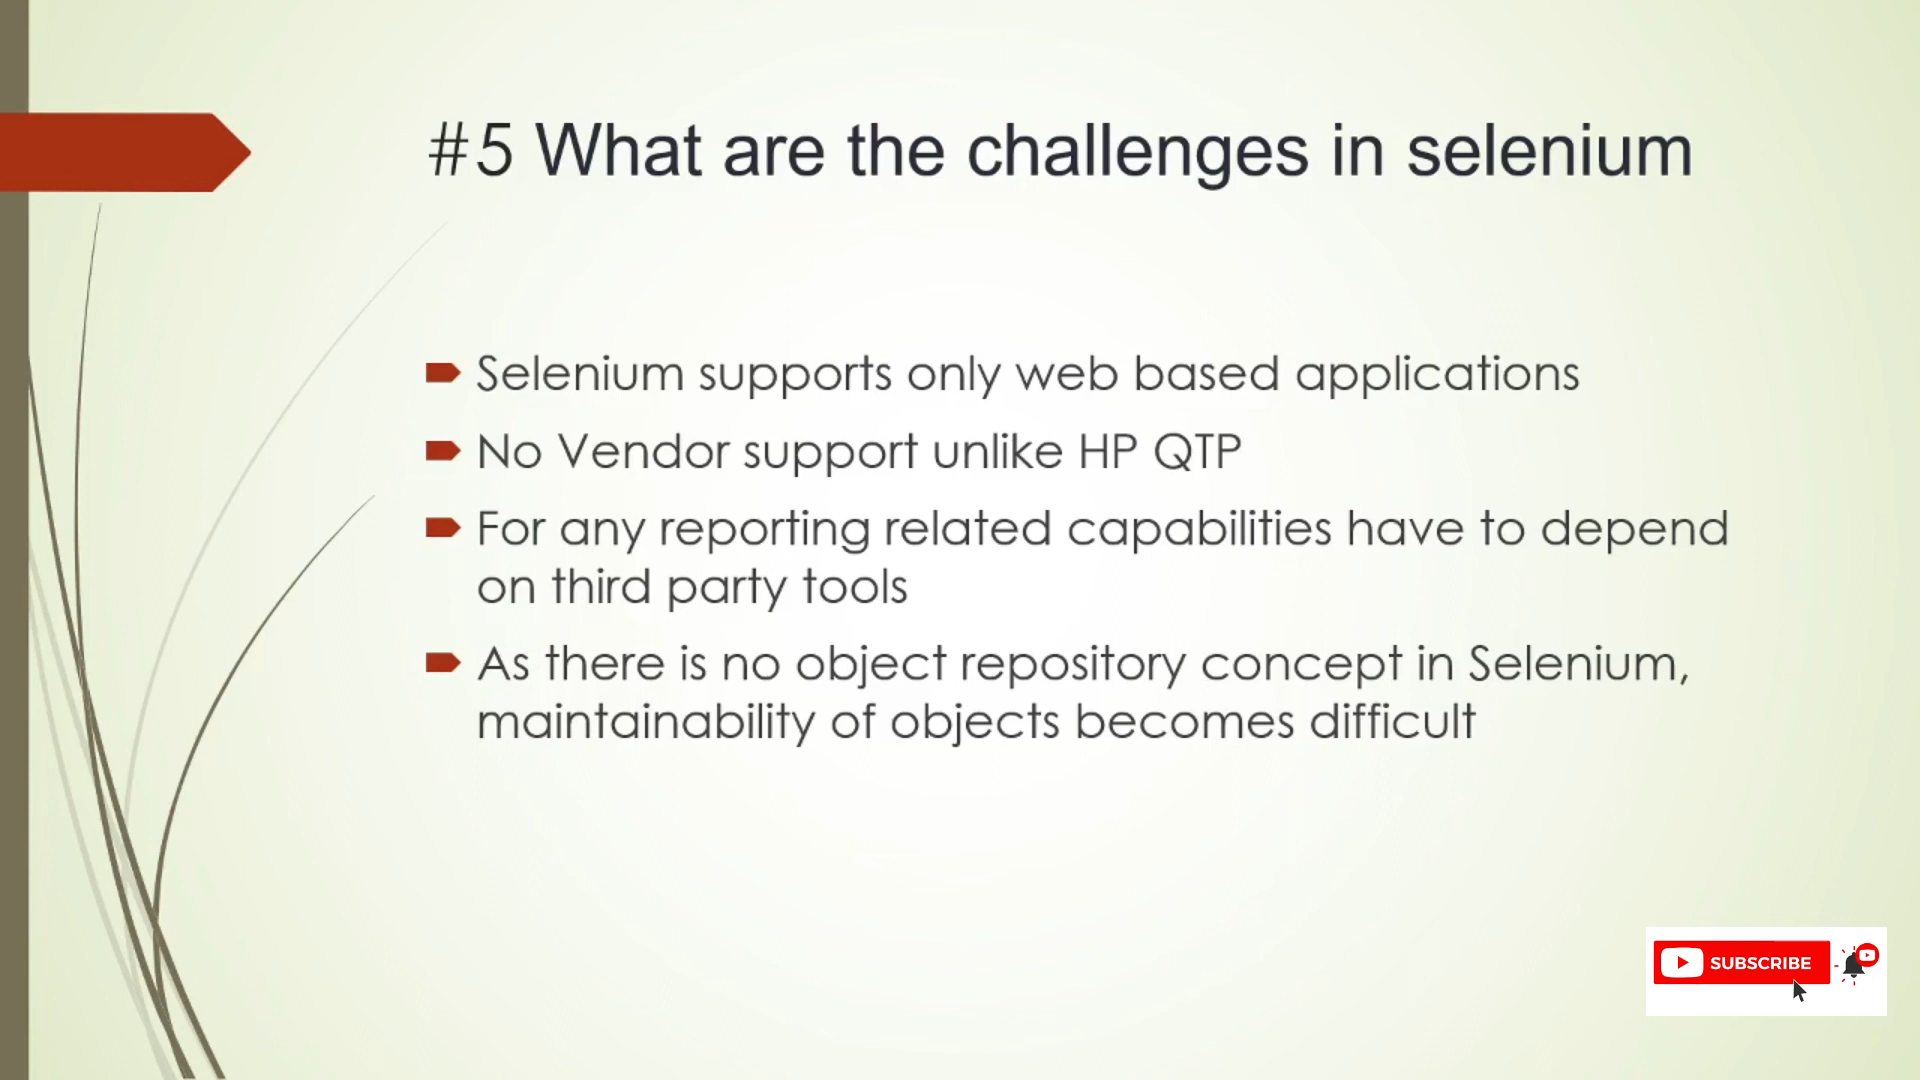 #5 What are the challenges in selenium
Selenium supports only web based applications
No Vendor support unlike HP QTP
For any reporting related capabilities have to depend
on third party tools
As there is no object repository concept in Selenium,
maintainability of objects becomes difficult
SUBSCRIBE